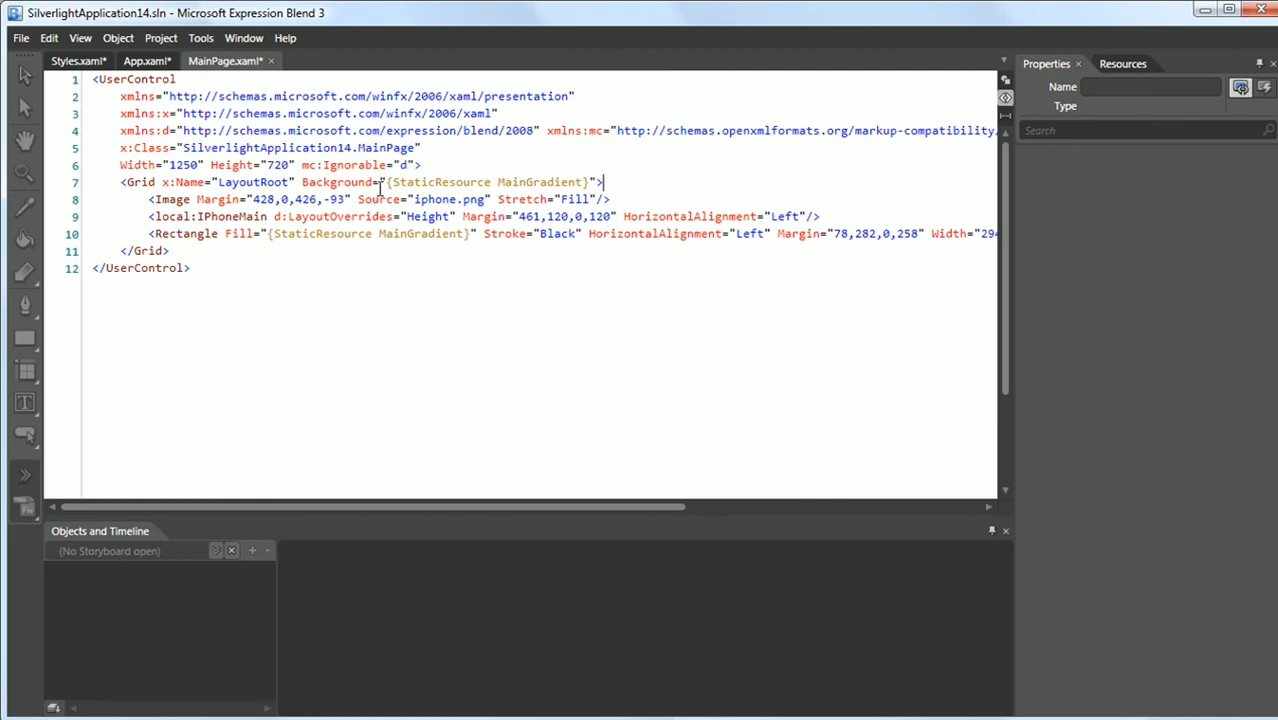 SilverlightApplication14.sln - Microsoft Expression Blend 3
File Edit View Object Project Tools Window Help
Styles.xaml* App.xaml* MainPage.xaml* ×
1 <UserControl
2 xmlns="http://schemas.microsoft.com/winfx/2006/xaml/presentation"
3 xmlns:x="http://schemas.microsoft.com/winfx/2006/xaml"
4 xmlns:d="http://schemas.microsoft.com/expression/blend/2008" xmlns:mc="http://schemas.openxmlformats.org/markup-compatibility/
5 x:Class="SilverlightApplication14.MainPage"
6 Width="1250" Height="720" mc:Ignorable="d">
7 <Grid x:Name="LayoutRoot" Background="{StaticResource MainGradient}">
8 <Image Margin="428,0,426,-93" Source="iphone.png" Stretch="Fill"/>
9 <local:IPhoneMain d:LayoutOverrides="Height" Margin="461,120,0,120" HorizontalAlignment="Left"/>
10 <Rectangle Fill="{StaticResource MainGradient}" Stroke="Black" HorizontalAlignment="Left" Margin="78,282,0,258" Width="294
11 </Grid>
12 </UserControl>
Properties × Resources
Name
Type
Search
Objects and Timeline
(No Storyboard open)